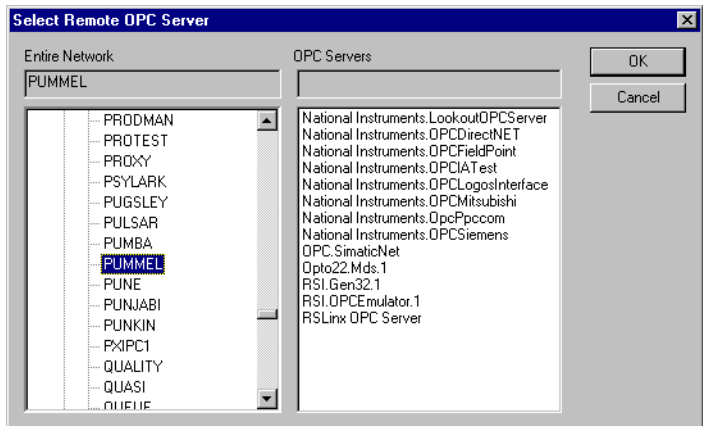 Select Remote OPC Server
Entire Network
OPC Servers
OK
PUMMEL
Cancel
PRODMAN
PROTEST
PROXY
PSYLARK
PUGSLEY
PULSAR
PUMBA
PUMMEL
PUNE
PUNJABI
PUNKIN
PXIPC1
QUALITY
QUASI
QUEUE
National Instruments.LookoutOPCServer
National Instruments.OPCDirectNET
National Instruments.OPCFieldPoint
National Instruments.OPCIATest
National Instruments.OPCLogosInterface
National Instruments.OPCMitsubishi
National Instruments.OpcPpccom
National Instruments.OPCSiemens
OPC.SimaticNet
Opto22.Mds.1
RSI.Gen32.1
RSI.OPCEmulator.1
RSLinx OPC Server